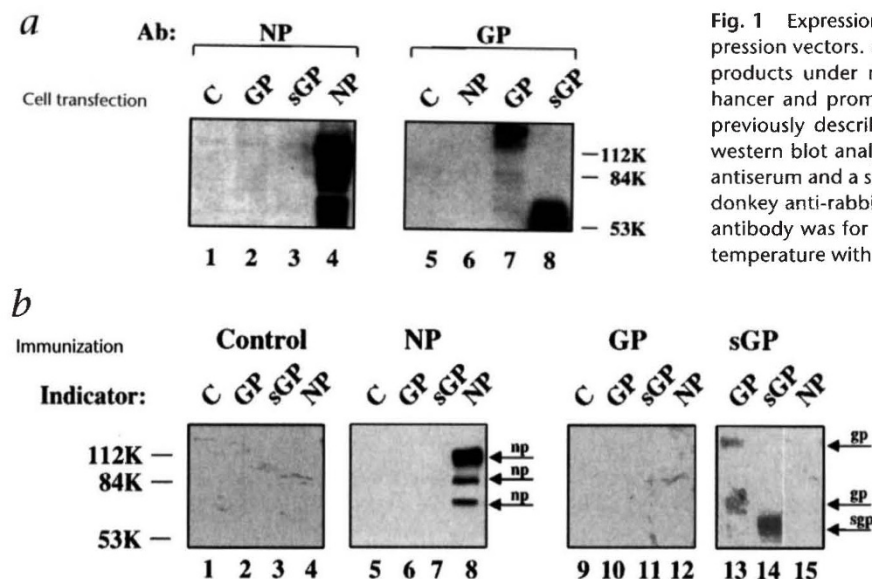 a
Ab: NP GP
Cell transfection C GP sGP NP C NP GP sGP
112K
84K
53K
1 2 3 4 5 6 7 8
Fig. 1 Expression
pression vectors.
products under
hancer and prom
previously describ
western blot anal
antiserum and a s
donkey anti-rabbi
antibody was for
temperature with
b
Immunization Control NP GP sGP
Indicator: C GP sGP NP C GP sGP NP C GP sGP NP GP sGP NP
112K
84K
53K
np
np
np
gp
gp
sgp
1 2 3 4 5 6 7 8 9 10 11 12 13 14 15